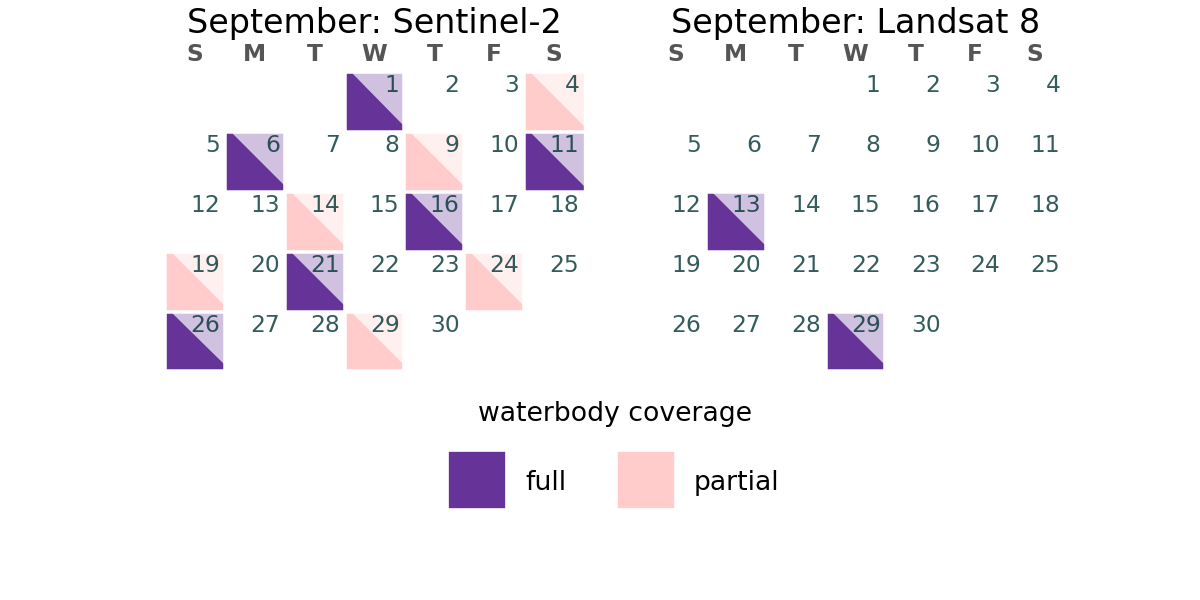 September: Sentinel-2
S M T W T F S
1 2 3 4
5 6 7 8 9 10 11
12 13 14 15 16 17 18
19 20 21 22 23 24 25
26 27 28 29 30
September: Landsat 8
S M T W T F S
1 2 3 4
5 6 7 8 9 10 11
12 13 14 15 16 17 18
19 20 21 22 23 24 25
26 27 28 29 30
waterbody coverage
full
partial